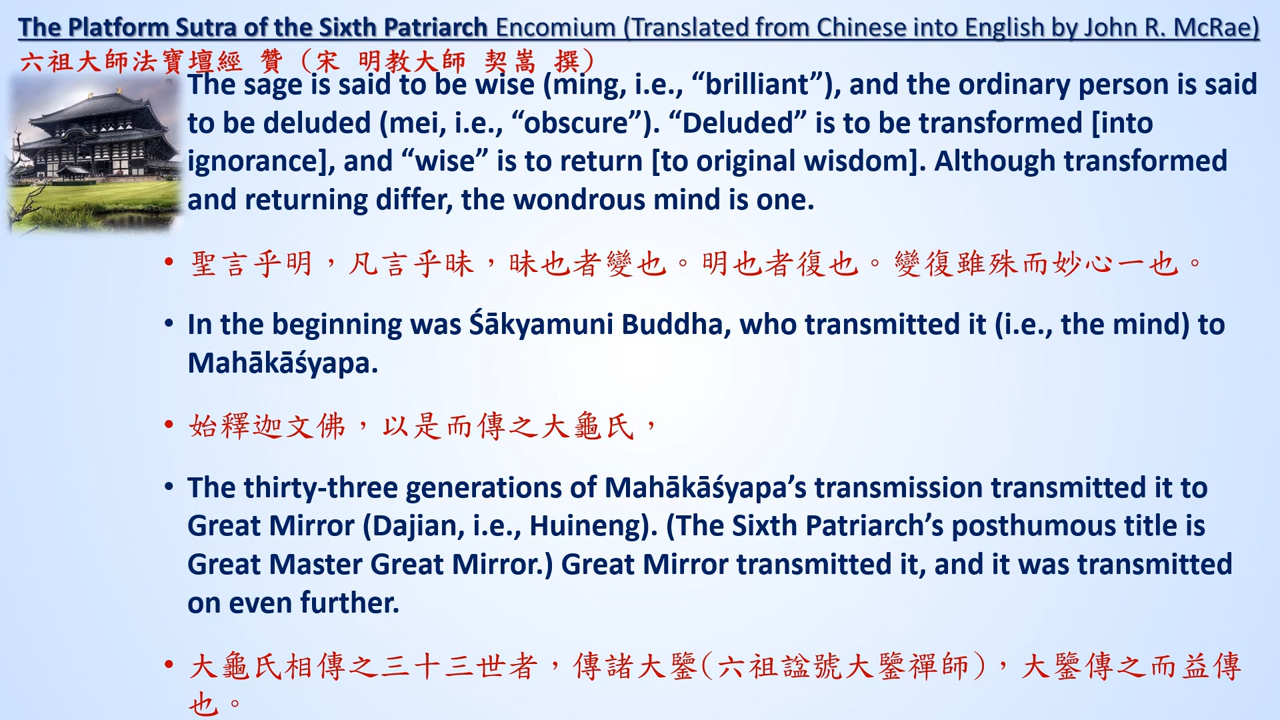 The Platform Sutra of the Sixth Patriarch Encomium (Translated from Chinese into English by John R. McRae)
六祖大師法寶壇經 贊 (宋 明教大師 契嵩 撰)
The sage is said to be wise (ming, i.e., “brilliant”), and the ordinary person is said
to be deluded (mei, i.e., “obscure”). “Deluded” is to be transformed [into
ignorance], and “wise” is to return [to original wisdom]. Although transformed
and returning differ, the wondrous mind is one.
• 聖言乎明，凡言乎昧，昧也者變也。明也者復也。變復雖殊而妙心一也。
• In the beginning was Śākyamuni Buddha, who transmitted it (i.e., the mind) to
Mahākāśyapa.
• 始釋迦文佛，以是而傳之大龜氏，
• The thirty-three generations of Mahākāśyapa’s transmission transmitted it to
Great Mirror (Dajian, i.e., Huineng). (The Sixth Patriarch’s posthumous title is
Great Master Great Mirror.) Great Mirror transmitted it, and it was transmitted
on even further.
• 大龜氏相傳之三十三世者，傳諸大鑒(六祖諡號大鑒禪師)，大鑒傳之而益傳
也。